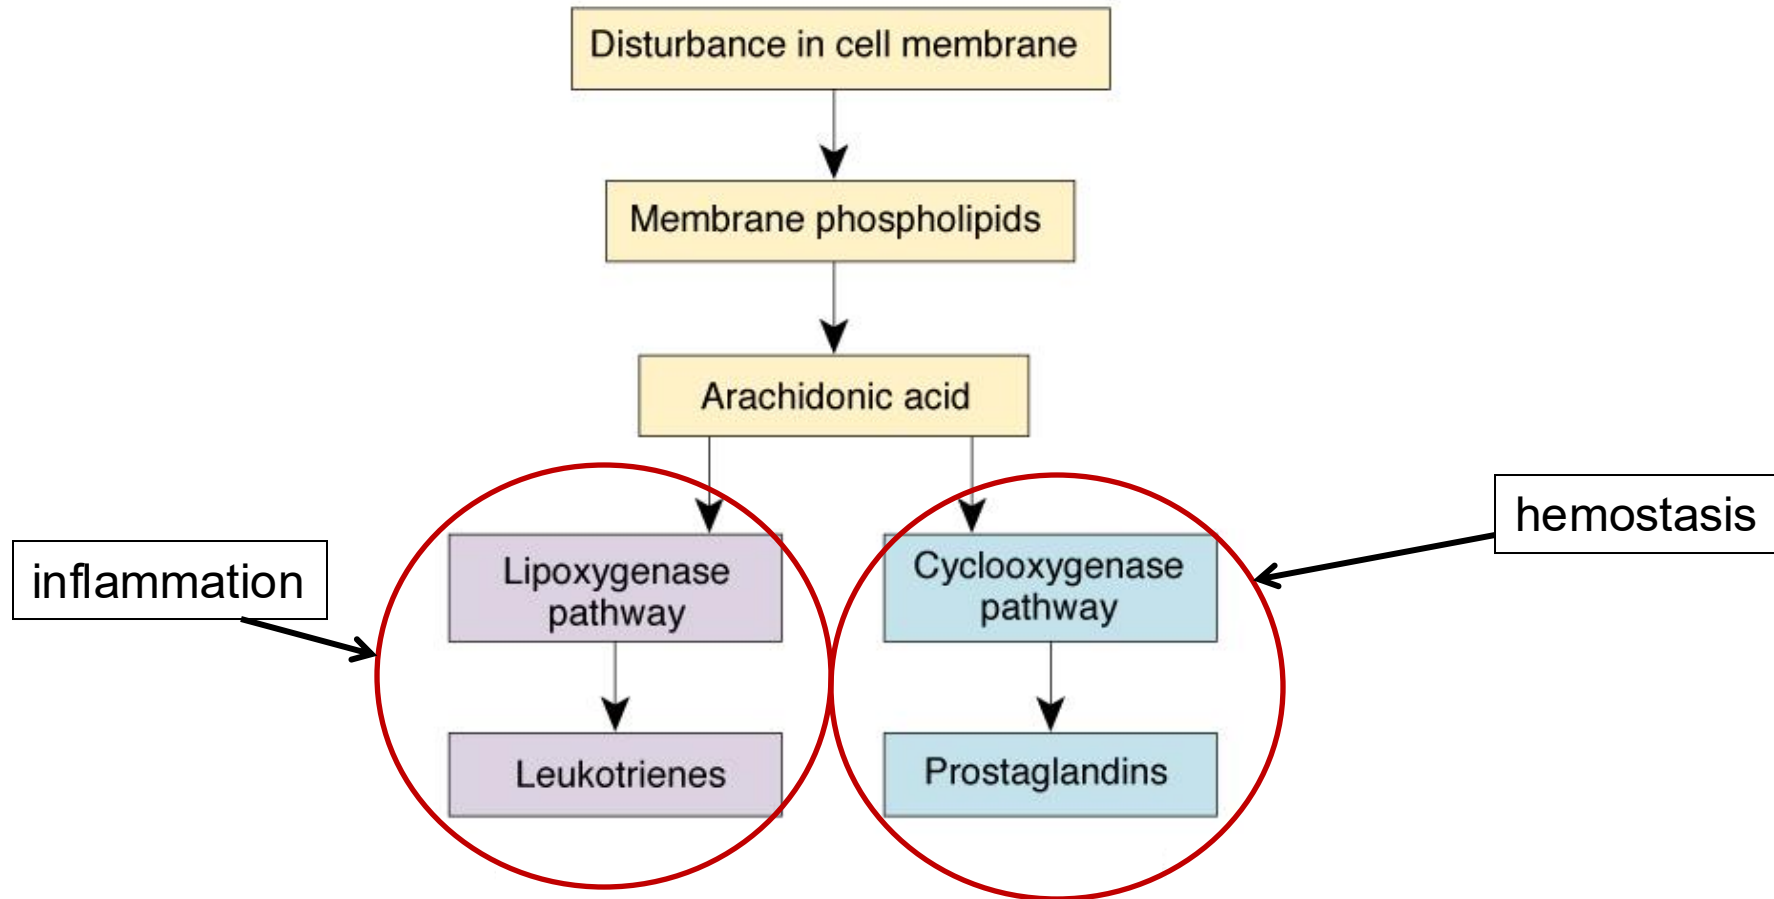 Disturbance in cell membrane
Membrane phospholipids
Arachidonic acid
inflammation
Lipoxygenase
pathway
Leukotrienes
Cyclooxygenase
pathway
Prostaglandins
hemostasis